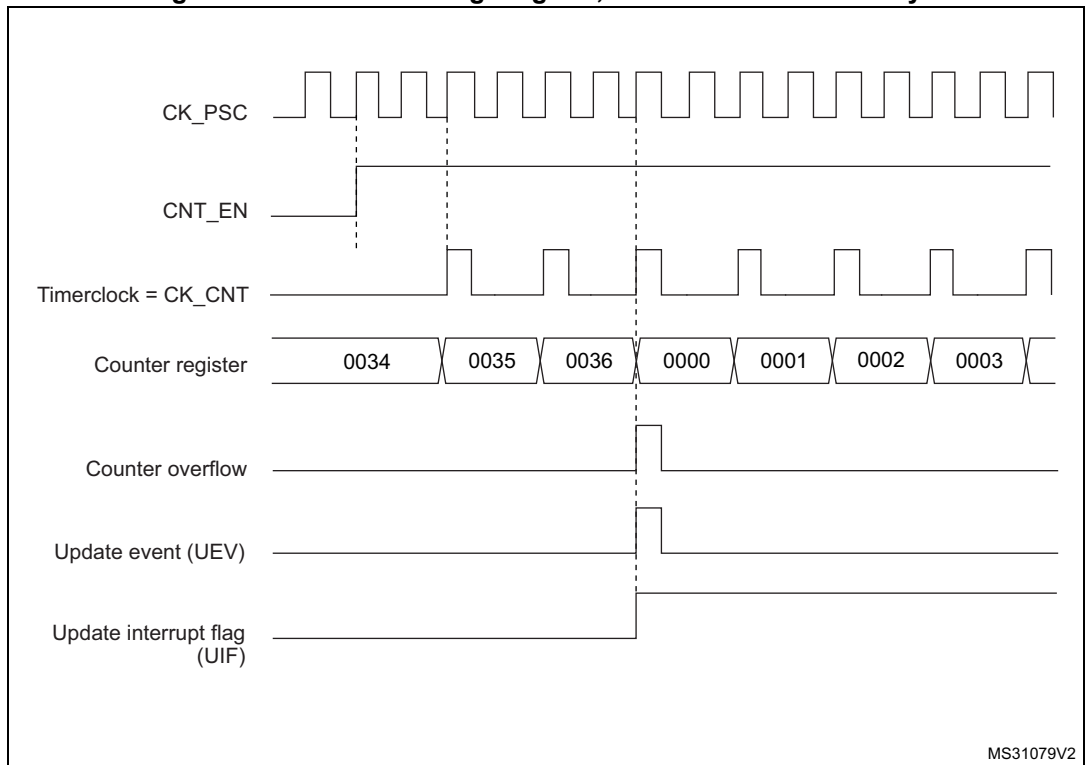 CK_PSC
CNT_EN
Timerclock = CK_CNT
Counter register
0034 0035 0036 0000 0001 0002 0003
Counter overflow
Update event (UEV)
Update interrupt flag
(UIF)
MS31079V2